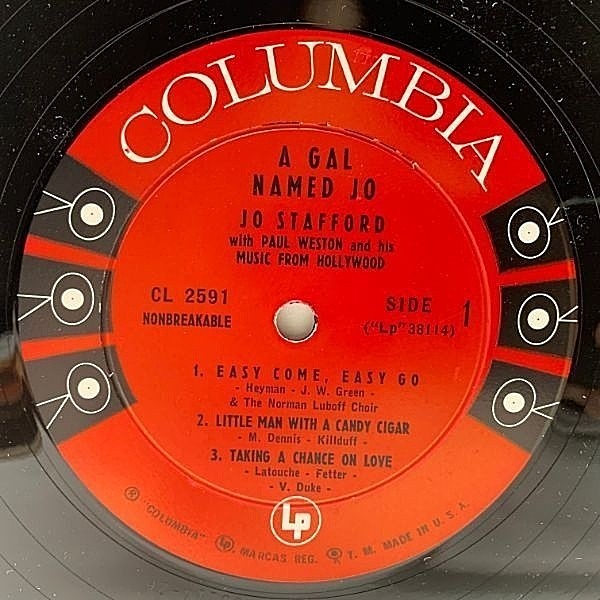 COLUMBIA
A GAL
NAMED JO
JO STAFFORD
with PAUL WESTON and his
MUSIC FROM HOLLYWOOD
CL 2591
NONBREAKABLE
SIDE 1
("Lp"38114)
1. EASY COME, EASY GO
- Heyman - J. W. Green -
& The Norman Luboff Choir
2. LITTLE MAN WITH A CANDY CIGAR
- M. Dennis - Killduff -
3. TAKING A CHANCE ON LOVE
- Latouche - Fetter -
- V. Duke -
Lp
® "COLUMBIA" Lp. MARCAS REG. T. M. MADE IN U. S. A.